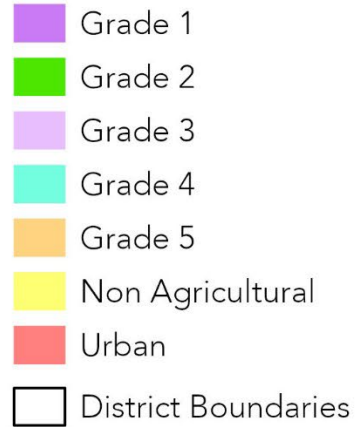 Grade 1
Grade 2
Grade 3
Grade 4
Grade 5
Non Agricultural
Urban
District Boundaries